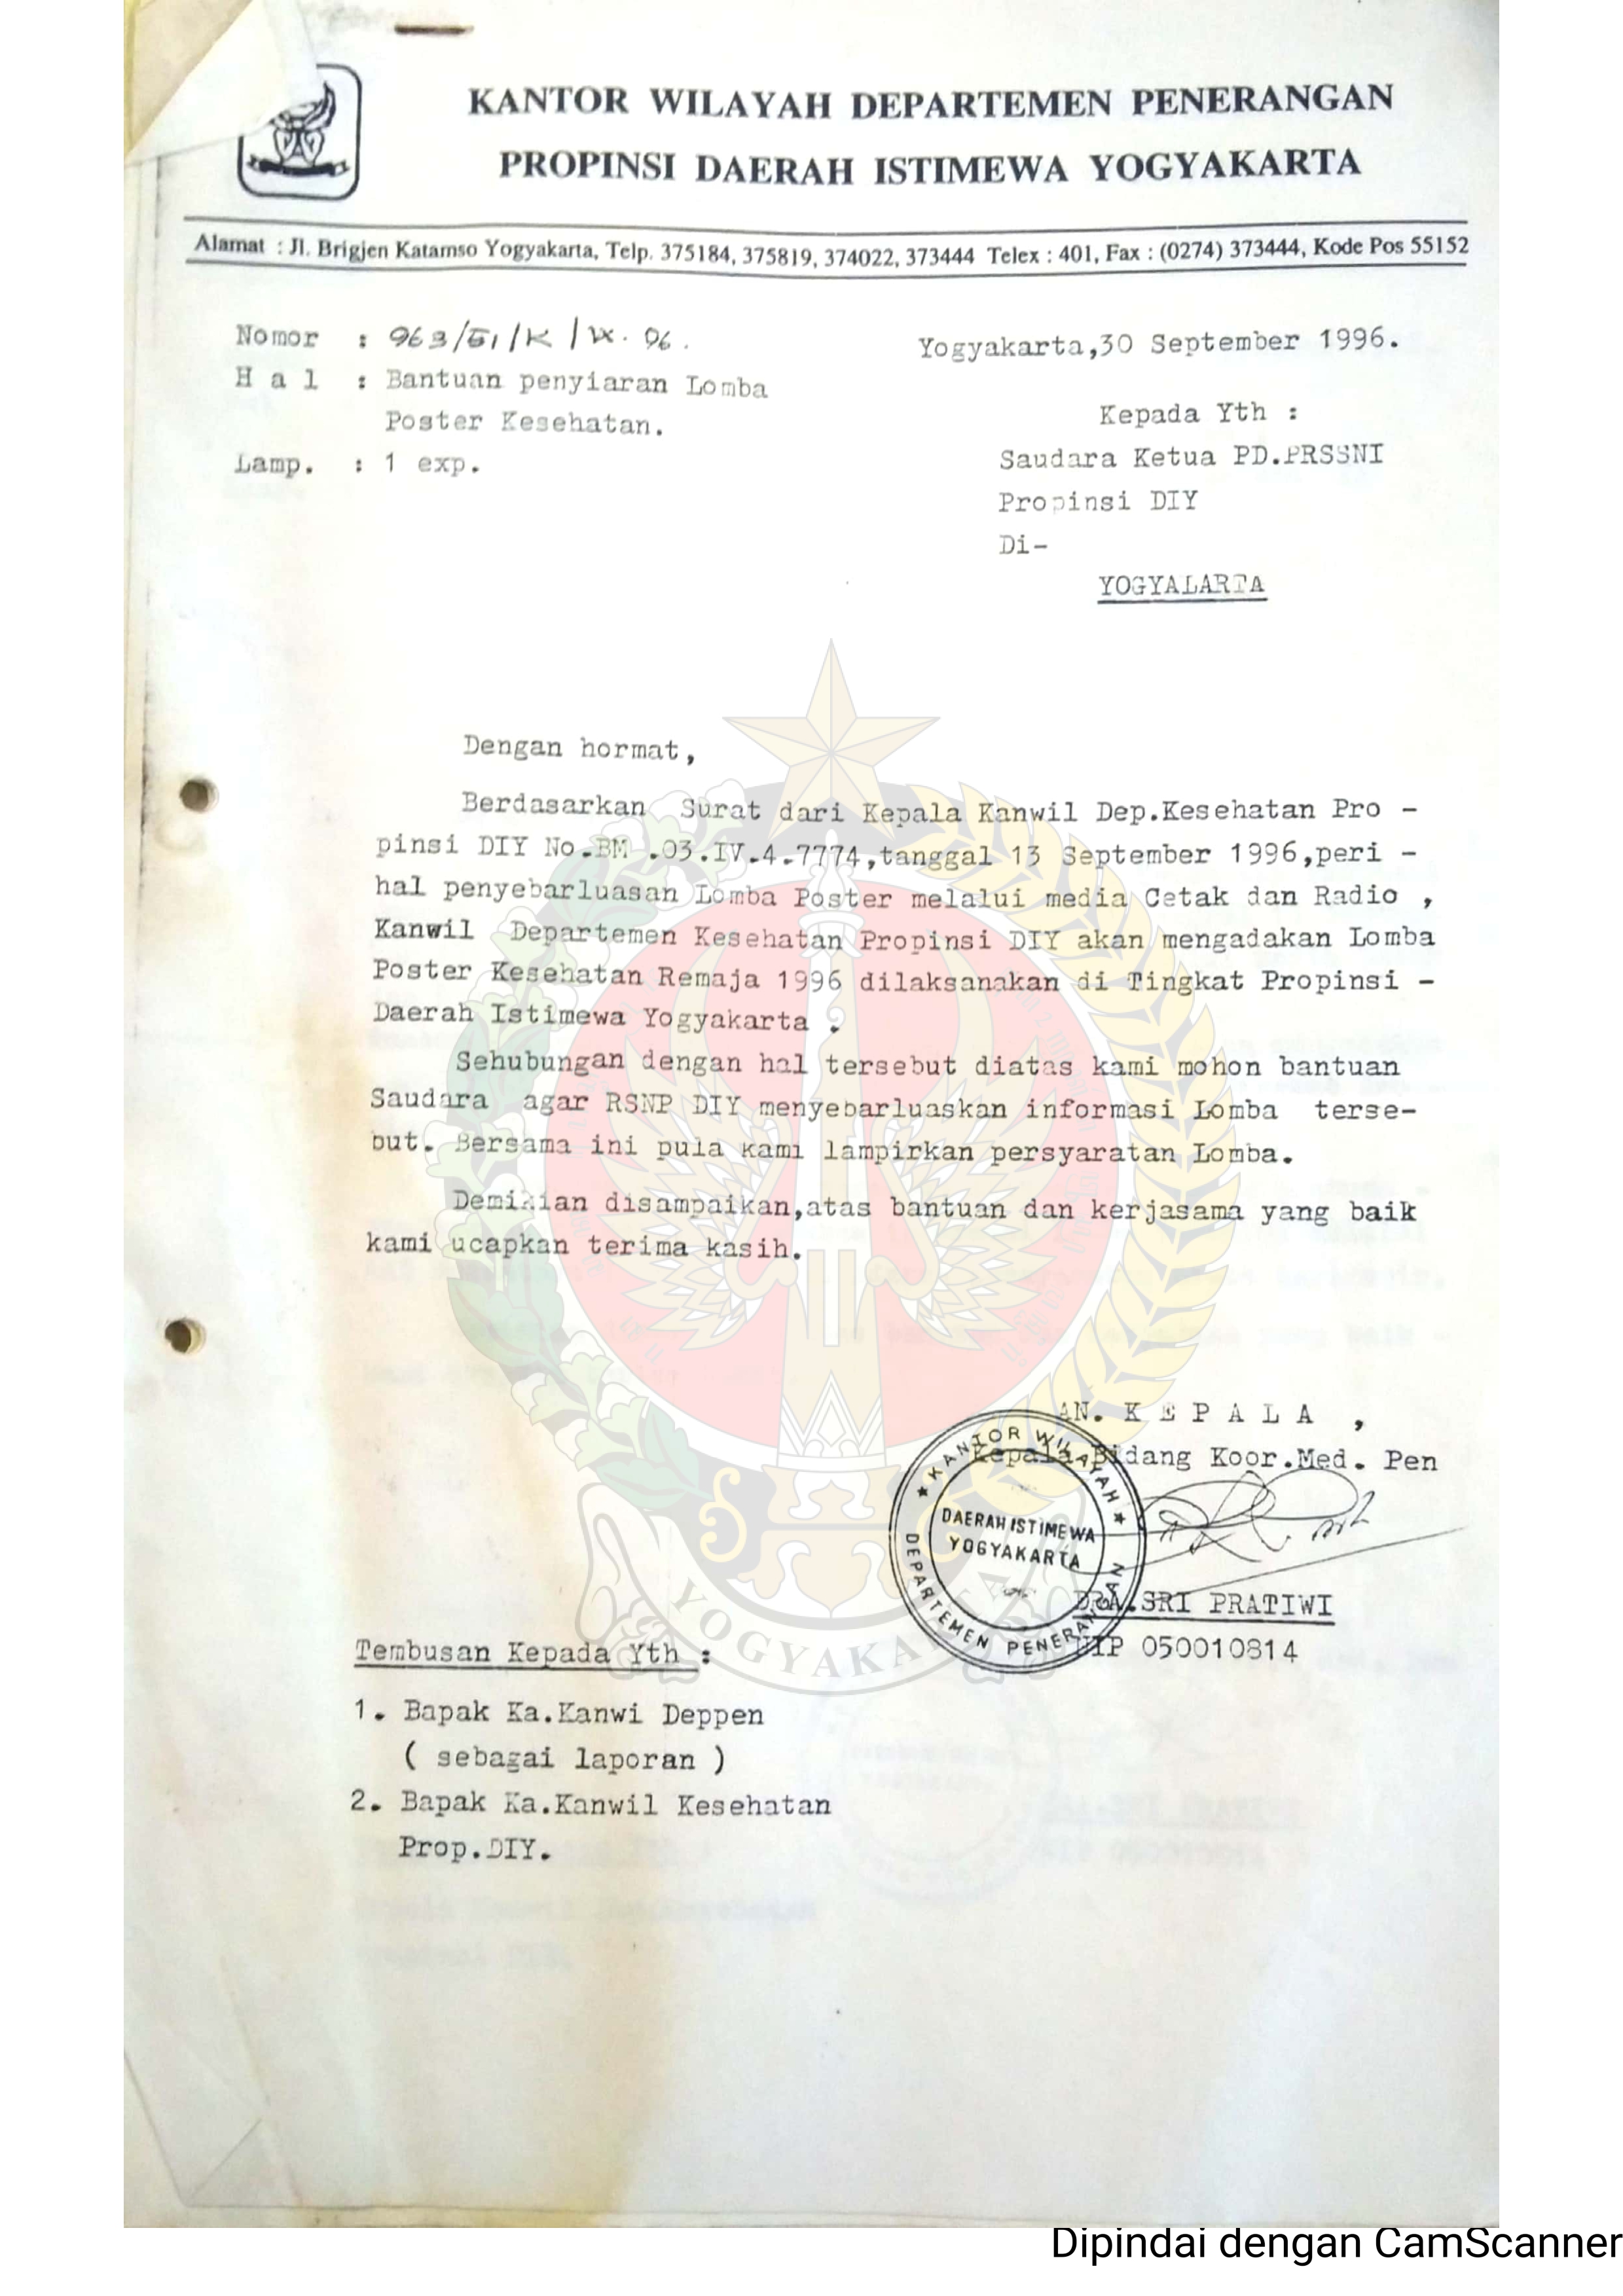 KANTOR WILAYAH DEPARTEMEN PENERANGAN
PROPINSI DAERAH ISTIMEWA YOGYAKARTA
Alamat : Jl. Brigjen Katamso Yogyakarta, Telp. 375184, 375819, 374022, 373444 Telex : 401, Fax : (0274) 373444, Kode Pos 55152
Nomor : 963/
H a l : Bantuan penyiaran Lomba
Poster Kesehatan.
Lamp. : 1 exp.
Yogyakarta,30 September 1996.
Kepada Yth :
Saudara Ketua PD.PRSSNI
Propinsi DIY
Di-
YOGYALARTA
Dengan hormat,
Berdasarkan Surat dari Kepala Kanwil Dep.Kesehatan Pro -
pinsi DIY No.BM .03.IV.4.7774,tanggal 13 September 1996,peri -
hal penyebarluasan Lomba Poster melalui media Cetak dan Radio ,
Kanwil Departemen Kesehatan Propinsi DIY akan mengadakan Lomba
Poster Kesehatan Remaja 1996 dilaksanakan di Tingkat Propinsi -
Daerah Istimewa Yogyakarta .
Sehubungan dengan hal tersebut diatas kami mohon bantuan
Saudara agar RSNP DIY menyebarluaskan informasi Lomba terse-
but. Bersama ini pula kami lampirkan persyaratan Lomba.
Demikian disampaikan,atas bantuan dan kerjasama yang baik
kami ucapkan terima kasih.
AN. K E P A L A ,
Kepala Bidang Koor.Med. Pen
KANTOR WILAYAH
DAERAH ISTIMEWA
YOGYAKARTA
DEPARTEMEN PENERANGAN
DRA.SRI PRATIWI
NIP 050010814
YOGYAKARTA
Tembusan Kepada Yth :
1. Bapak Ka.Kanwi Deppen
( sebagai laporan )
2. Bapak Ka.Kanwil Kesehatan
Prop.DIY.
Dipindai dengan CamScanner